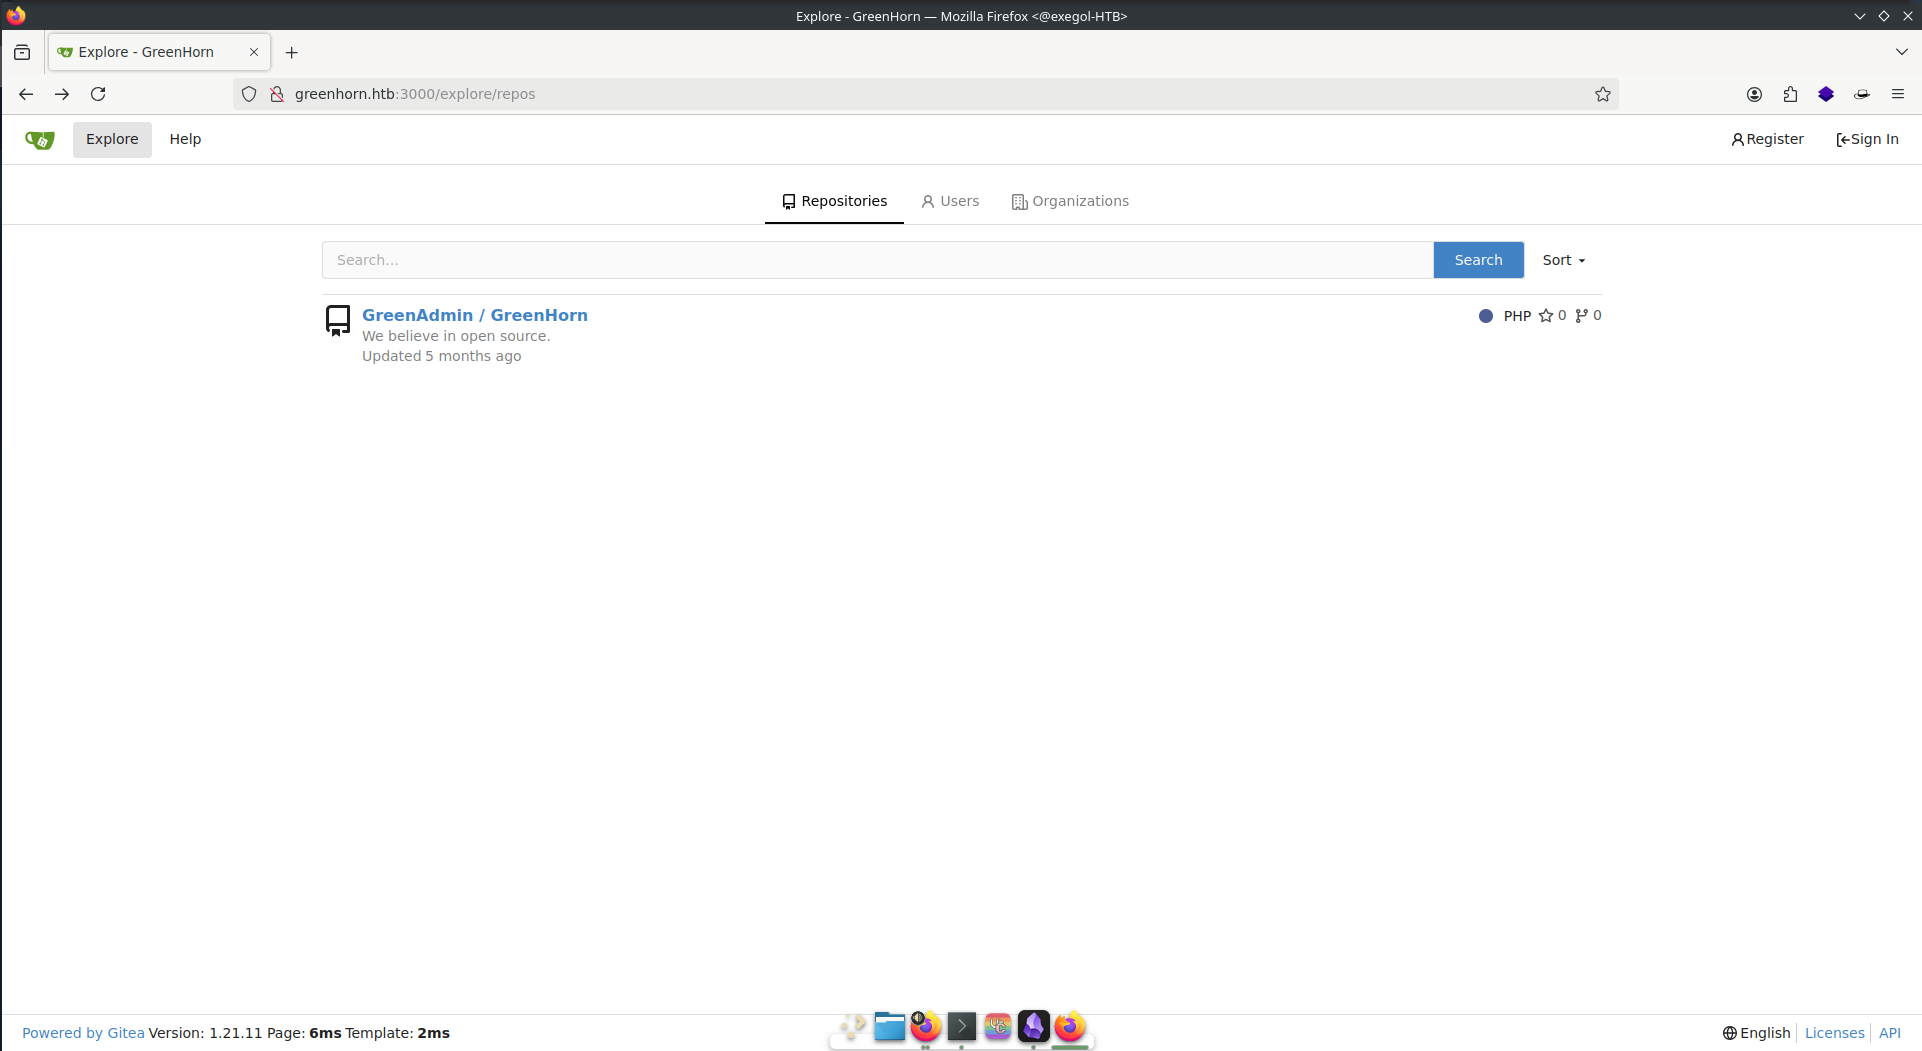 Explore - GreenHorn — Mozilla Firefox <@exegol-HTB>
Explore - GreenHorn
greenhorn.htb:3000/explore/repos
Explore Help Register Sign In
Repositories Users Organizations
Search... Search Sort
GreenAdmin / GreenHorn PHP 0 0
We believe in open source.
Updated 5 months ago
Powered by Gitea Version: 1.21.11 Page: 6ms Template: 2ms English Licenses API